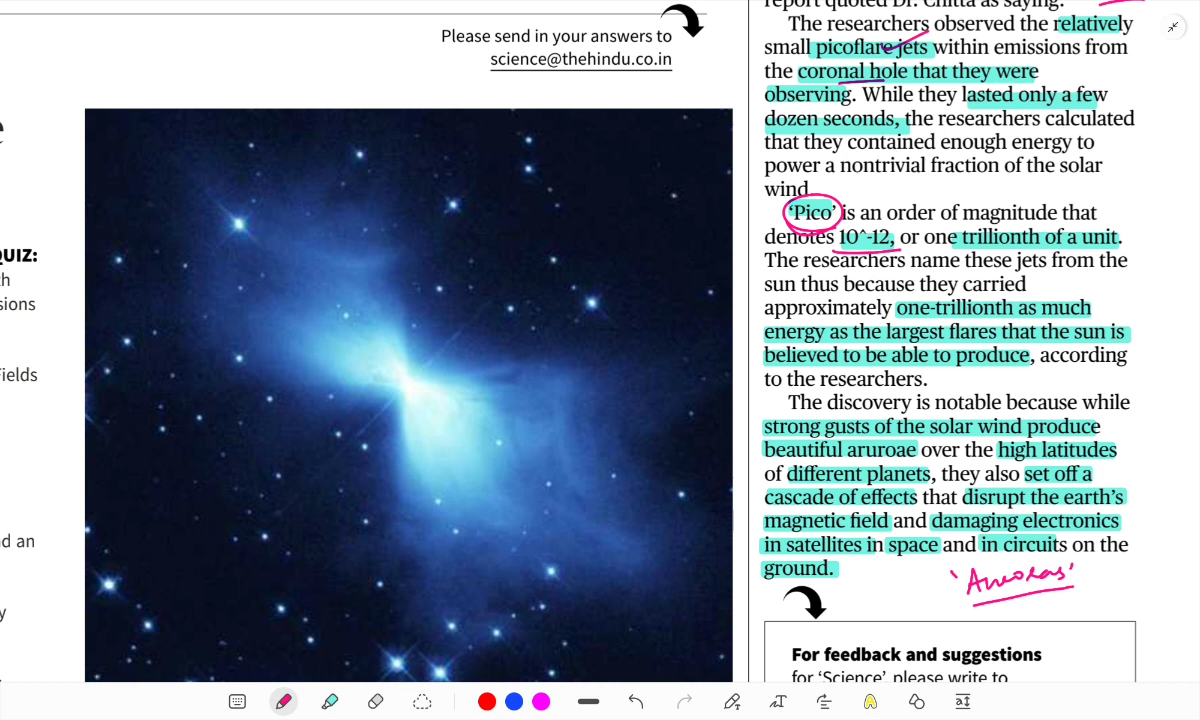 report quoted Dr. Chitta as saying.
Please send in your answers to
science@thehindu.co.in
e
QUIZ:
th
sions
Fields
nd an
y
The researchers observed the relatively
small picoflare jets within emissions from
the coronal hole that they were
observing. While they lasted only a few
dozen seconds, the researchers calculated
that they contained enough energy to
power a nontrivial fraction of the solar
wind.
‘Pico’ is an order of magnitude that
denotes 10^-12, or one trillionth of a unit.
The researchers name these jets from the
sun thus because they carried
approximately one-trillionth as much
energy as the largest flares that the sun is
believed to be able to produce, according
to the researchers.
The discovery is notable because while
strong gusts of the solar wind produce
beautiful aruroae over the high latitudes
of different planets, they also set off a
cascade of effects that disrupt the earth’s
magnetic field and damaging electronics
in satellites in space and in circuits on the
ground.
‘Auroras’
For feedback and suggestions
for ‘Science’, please write to